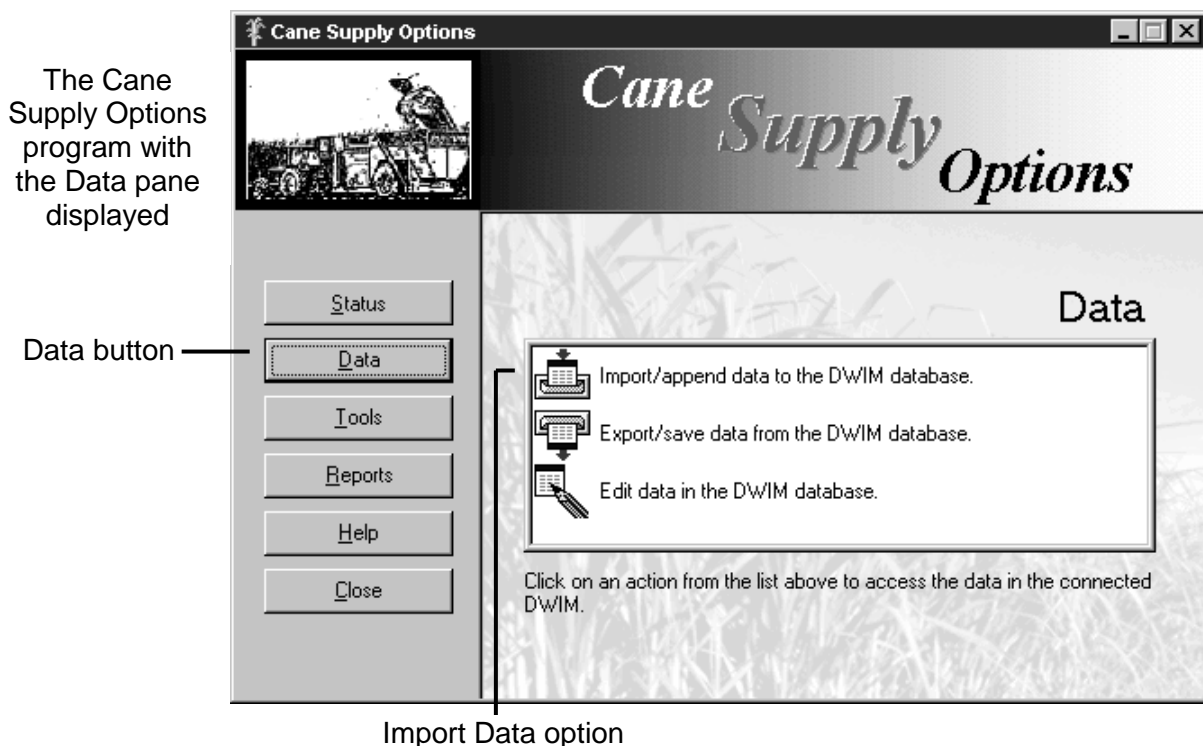 Cane Supply Options
The Cane
Supply Options
program with
the Data pane
displayed
Cane
Supply
Options
Status
Data button
Data
Tools
Reports
Help
Close
Data
Import/append data to the DWIM database.
Export/save data from the DWIM database.
Edit data in the DWIM database.
Click on an action from the list above to access the data in the connected
DWIM.
Import Data option